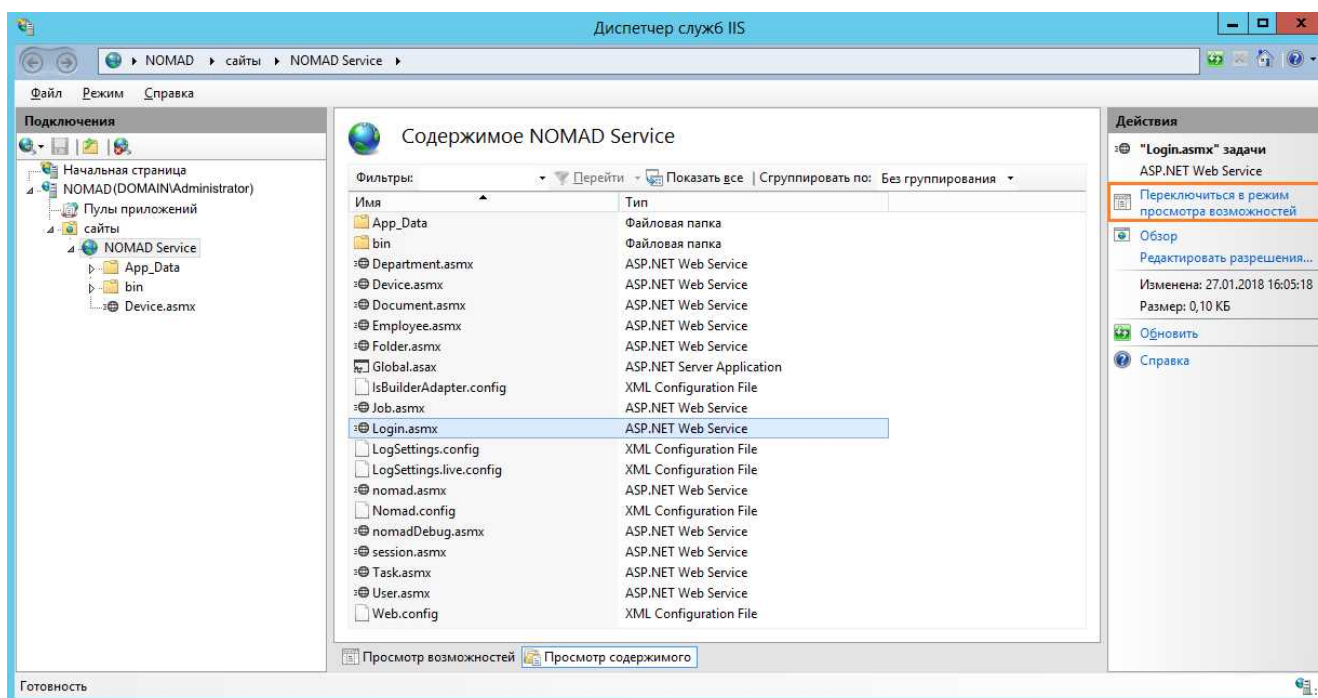 Диспетчер служб IIS
NOMAD сайты NOMAD Service
Файл Режим Справка
Подключения
Начальная страница
NOMAD (DOMAIN\Administrator)
Пулы приложений
сайты
NOMAD Service
App_Data
bin
Device.asmx
Содержимое NOMAD Service
Фильтры: Перейти Показать все Сгруппировать по: Без группирования
Имя Тип
App_Data Файловая папка
bin Файловая папка
Department.asmx ASP.NET Web Service
Device.asmx ASP.NET Web Service
Document.asmx ASP.NET Web Service
Employee.asmx ASP.NET Web Service
Folder.asmx ASP.NET Web Service
Global.asax ASP.NET Server Application
IsBuilderAdapter.config XML Configuration File
Job.asmx ASP.NET Web Service
Login.asmx ASP.NET Web Service
LogSettings.config XML Configuration File
LogSettings.live.config XML Configuration File
nomad.asmx ASP.NET Web Service
Nomad.config XML Configuration File
nomadDebug.asmx ASP.NET Web Service
session.asmx ASP.NET Web Service
Task.asmx ASP.NET Web Service
User.asmx ASP.NET Web Service
Web.config XML Configuration File
Просмотр возможностей Просмотр содержимого
Действия
"Login.asmx" задачи
ASP.NET Web Service
Переключиться в режим
просмотра возможностей
Обзор
Редактировать разрешения...
Изменена: 27.01.2018 16:05:18
Размер: 0,10 КБ
Обновить
Справка
Готовность